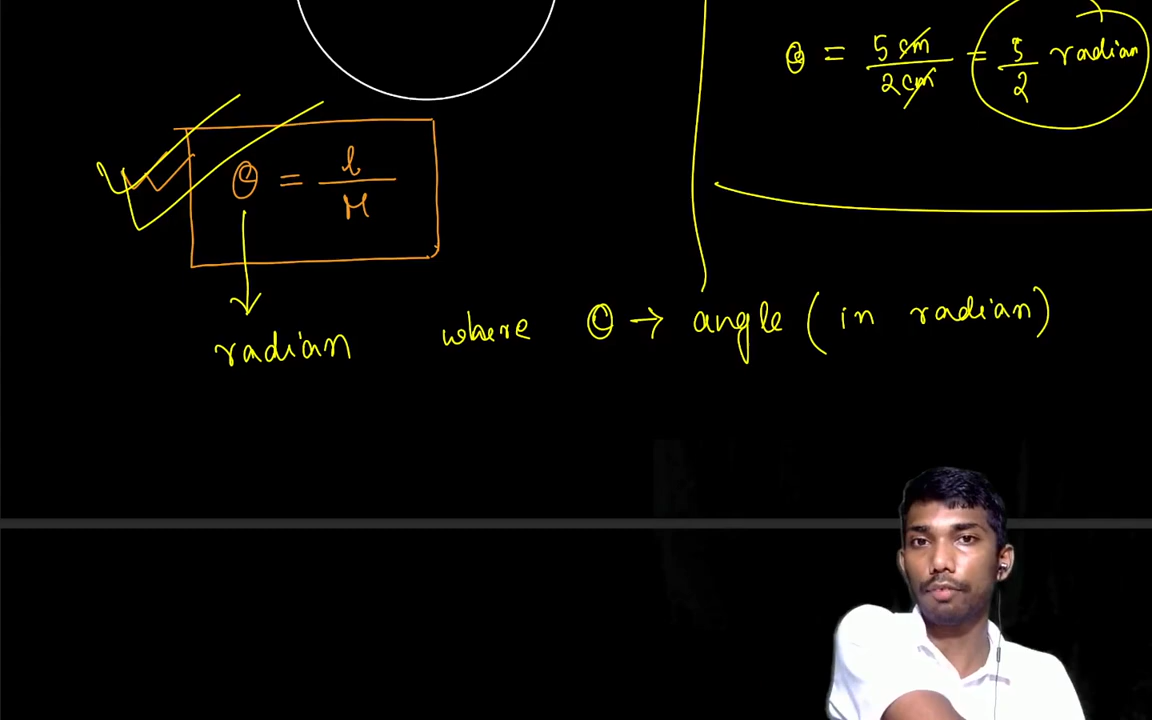 θ = 5 cm / 2 cm = 5/2 radian
θ = l / r
radian
where θ → angle (in radian)